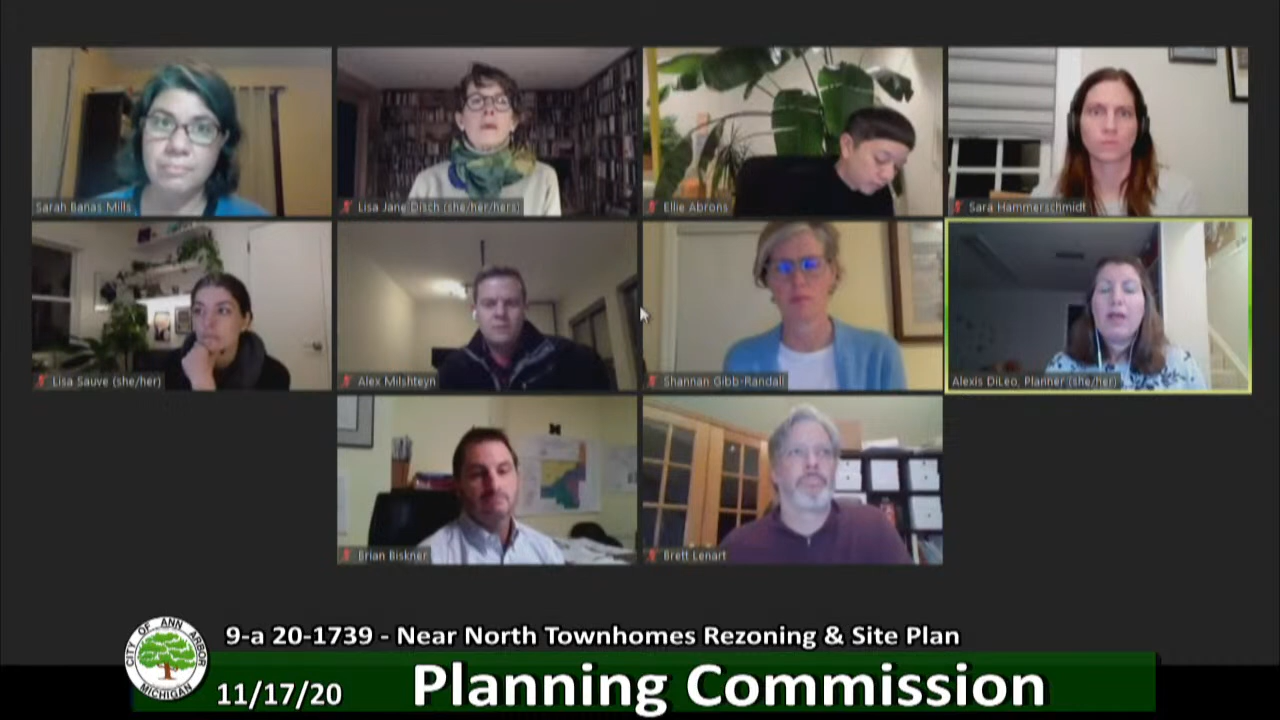 Sarah Banas Mills
Lisa Jane Disch (she/her/hers)
Ellie Abrons
Sara Hammerschmidt
Lisa Sauve (she/her)
Alex Milshteyn
Shannan Gibb-Randall
Alexis DiLeo, Planner (she/her)
Brian Biskner
Brett Lenart
CITY OF ANN ARBOR
MICHIGAN
9-a 20-1739 - Near North Townhomes Rezoning & Site Plan
11/17/20
Planning Commission